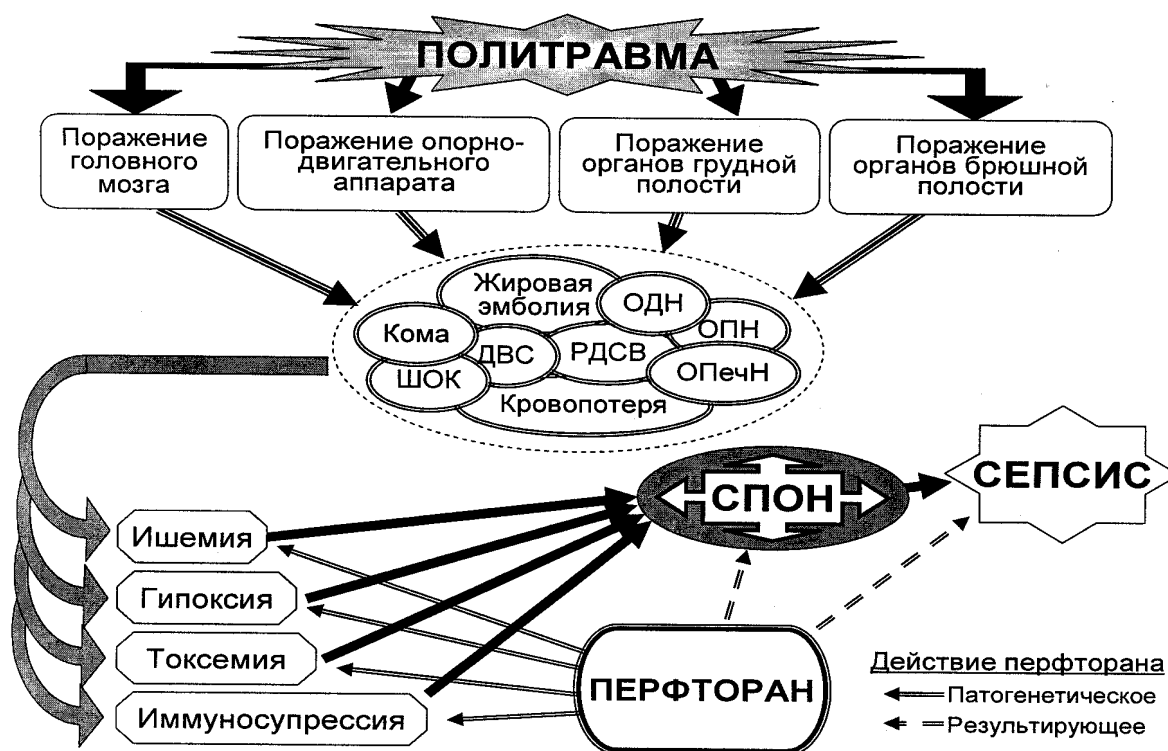 ПОЛИТРАВМА
Поражение
головного
мозга
Поражение опорно-
двигательного
аппарата
Поражение
органов грудной
полости
Поражение
органов брюшной
полости
Жировая
эмболия
ОДН
Кома
ДВС
РДСВ
ОПН
ШОК
ОПечН
Кровопотеря
СПОН
СЕПСИС
Ишемия
Гипоксия
Токсемия
Иммуносупрессия
ПЕРФТОРАН
Действие перфторана
Патогенетическое
Результирующее